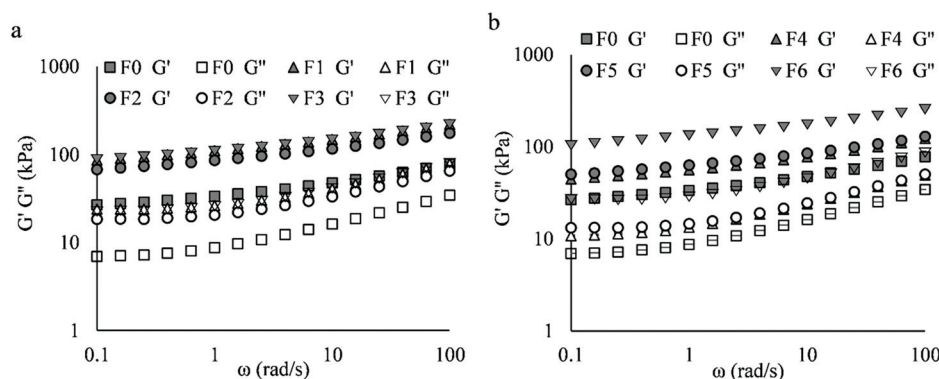 a
F0 G' F0 G" F1 G' F1 G"
F2 G' F2 G" F3 G' F3 G"
G' G" (kPa)
1000
100
10
1
0.1 1 10 100
ω (rad/s)
b
F0 G' F0 G" F4 G' F4 G"
F5 G' F5 G" F6 G' F6 G"
G' G" (kPa)
1000
100
10
1
0.1 1 10 100
ω (rad/s)